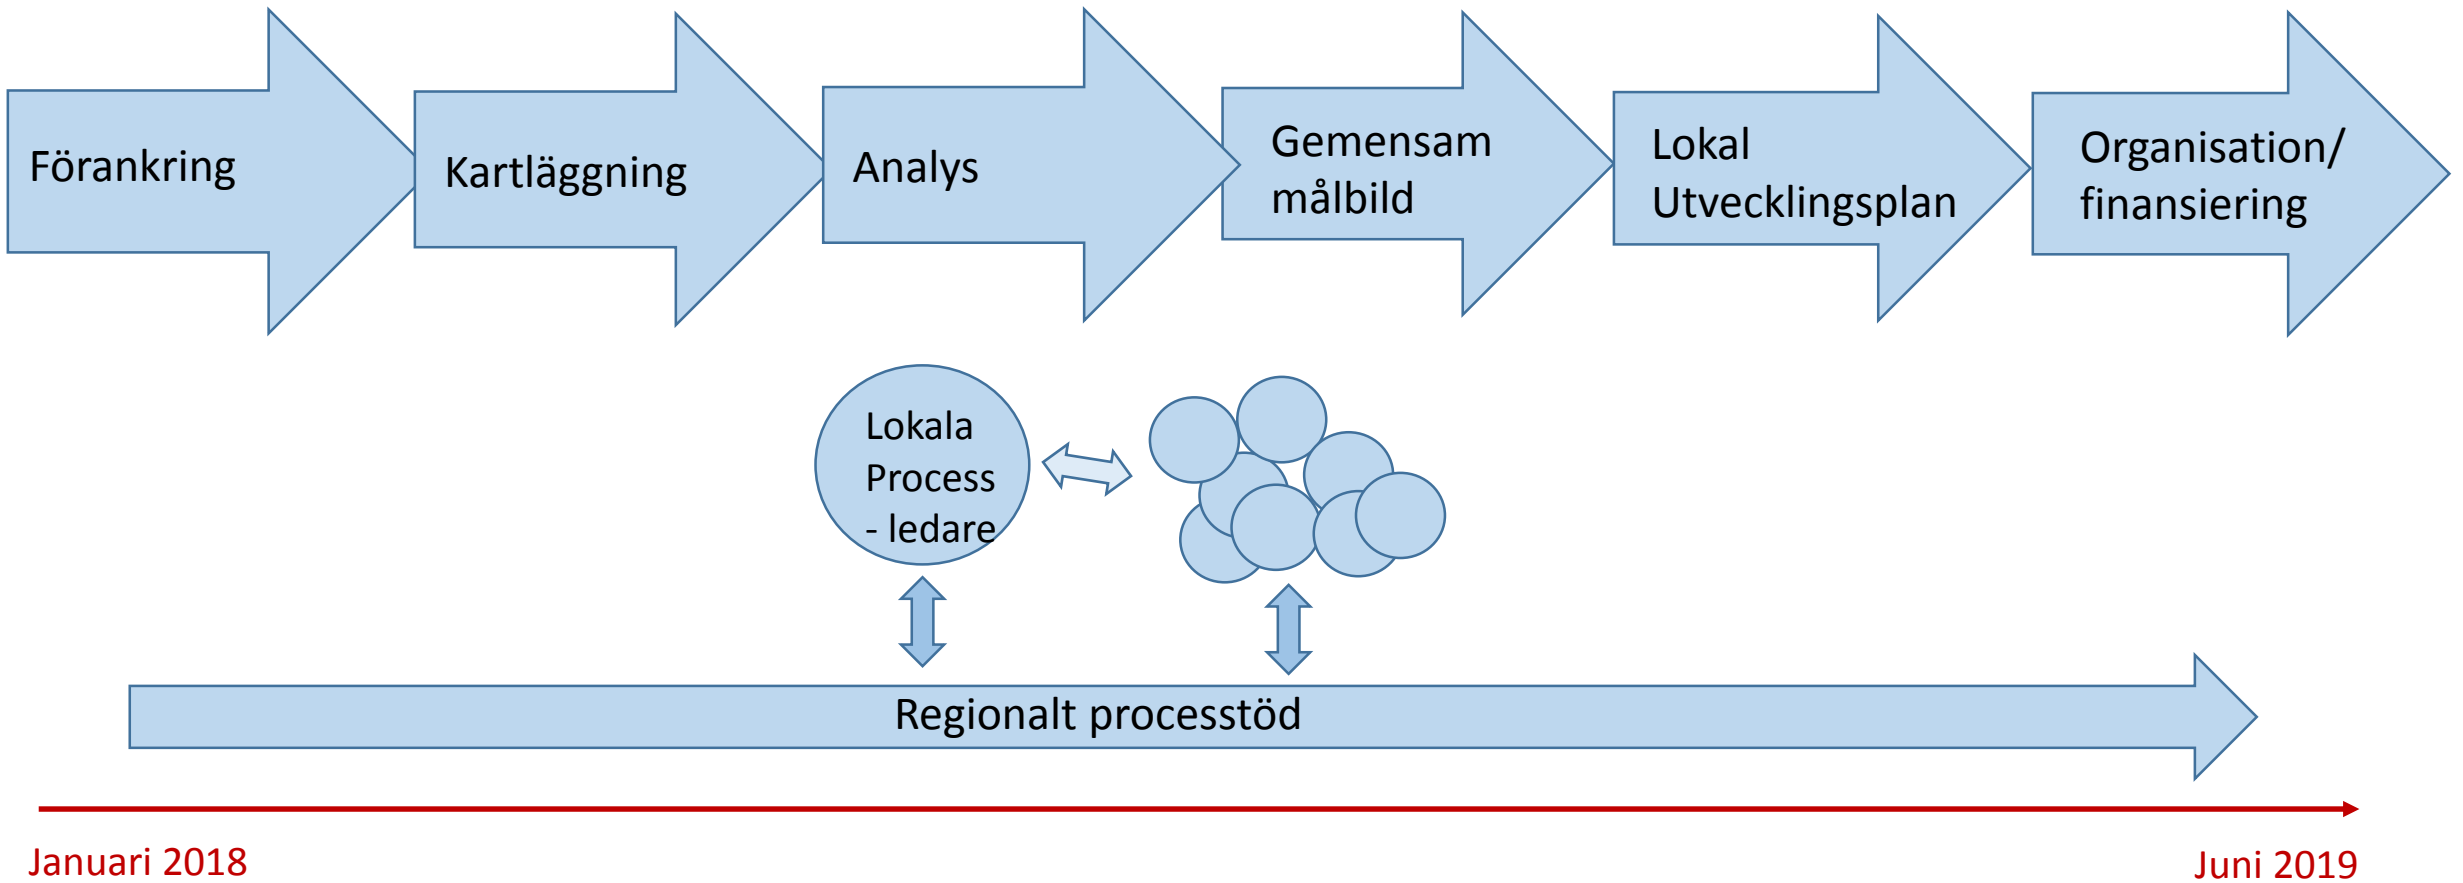 Förankring
Kartläggning
Analys
Gemensam
målbild
Lokal
Utvecklingsplan
Organisation/
finansiering
Lokala
Process
- ledare
Regionalt processtöd
Januari 2018
Juni 2019